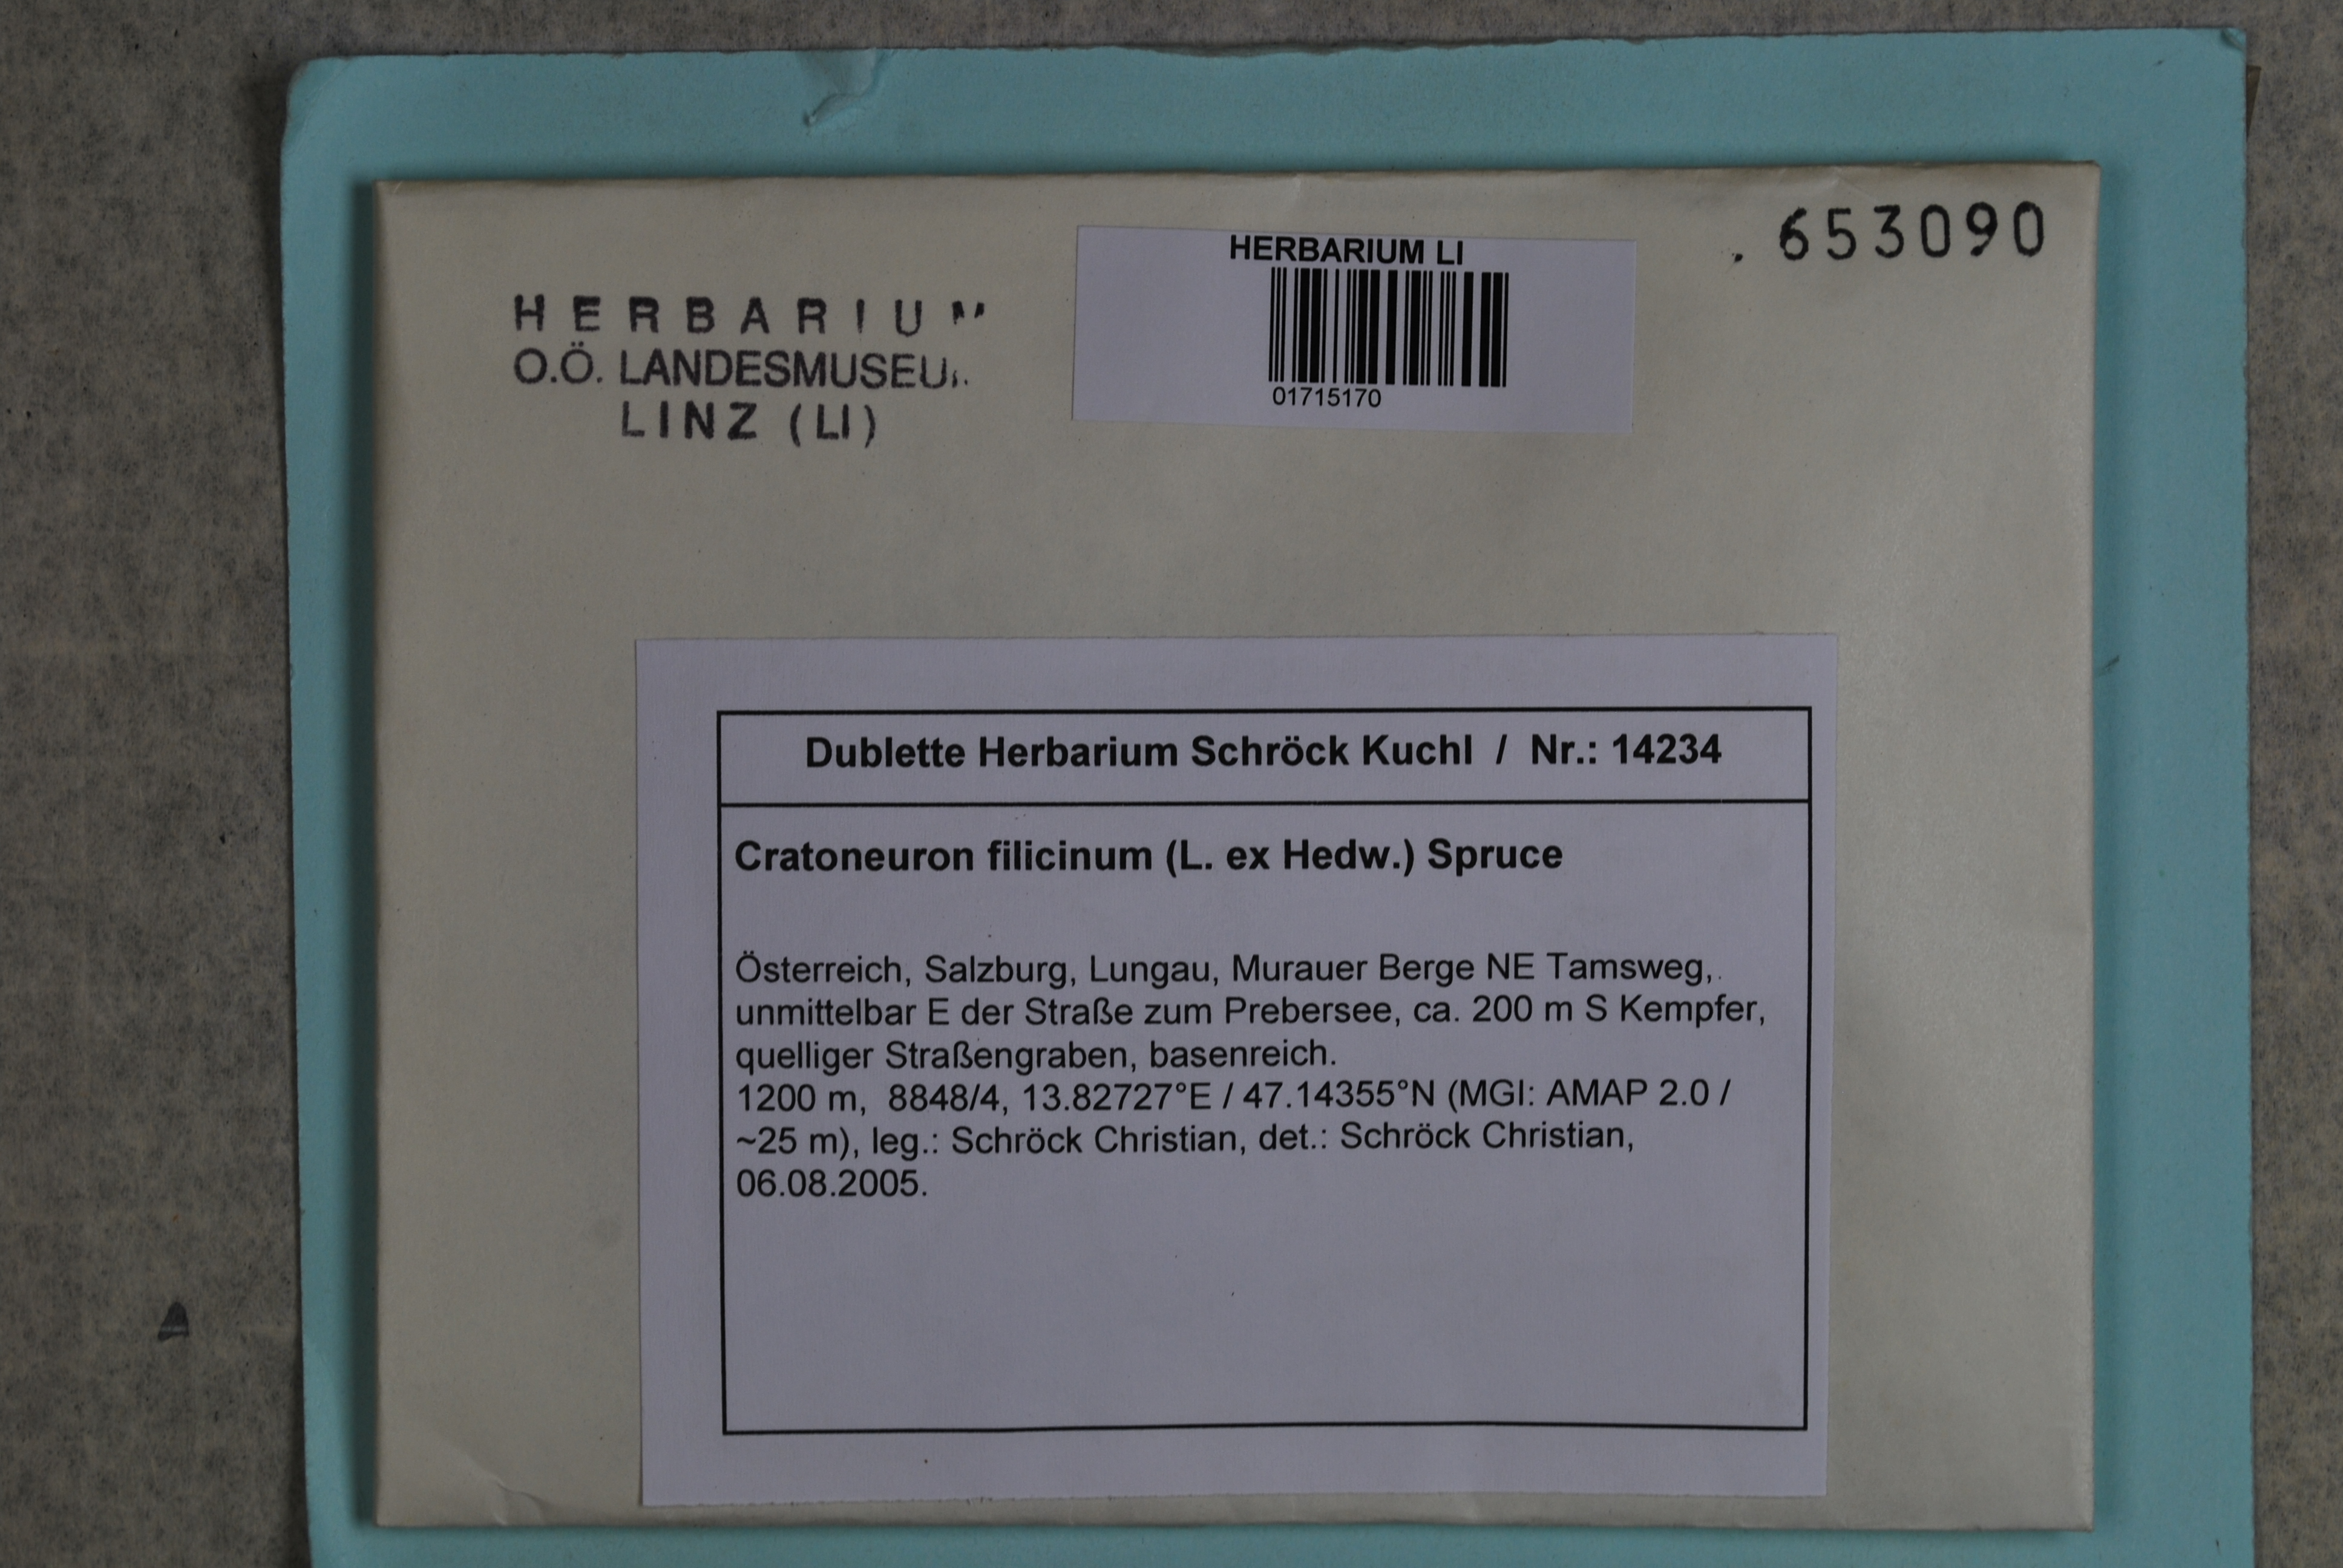 .653090
HERBARIUM LI
01715170
HERBARIUM
O.Ö. LANDESMUSEUM
LINZ (LI)
Dublette Herbarium Schröck Kuchl / Nr.: 14234
Cratoneuron filicinum (L. ex Hedw.) Spruce
Österreich, Salzburg, Lungau, Murauer Berge NE Tamsweg,
unmittelbar E der Straße zum Prebersee, ca. 200 m S Kempfer,
quelliger Straßengraben, basenreich.
1200 m, 8848/4, 13.82727°E / 47.14355°N (MGI: AMAP 2.0 /
~25 m), leg.: Schröck Christian, det.: Schröck Christian,
06.08.2005.